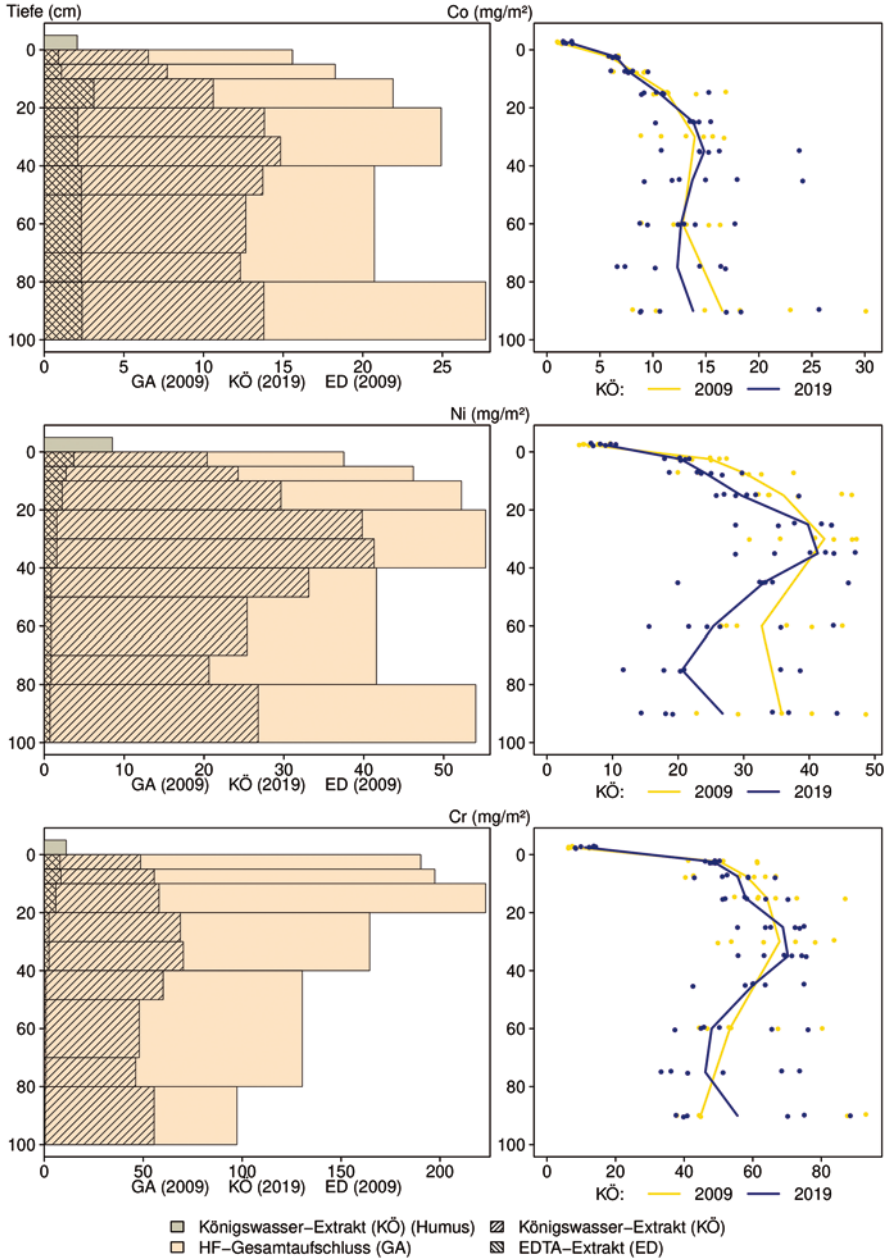 Tiefe (cm)
Co (mg/m²)
0
20
40
60
80
100
0 5 10 15 20 25
GA (2009) KÖ (2019) ED (2009)
0
20
40
60
80
100
0 5 10 15 20 25 30
KÖ: 2009 2019
Ni (mg/m²)
0
20
40
60
80
100
0 10 20 30 40 50
GA (2009) KÖ (2019) ED (2009)
0
20
40
60
80
100
0 10 20 30 40 50
KÖ: 2009 2019
Cr (mg/m²)
0
20
40
60
80
100
0 50 100 150 200
GA (2009) KÖ (2019) ED (2009)
0
20
40
60
80
100
0 20 40 60 80
KÖ: 2009 2019
Königswasser−Extrakt (KÖ) (Humus) Königswasser−Extrakt (KÖ)
HF−Gesamtaufschluss (GA) EDTA−Extrakt (ED)